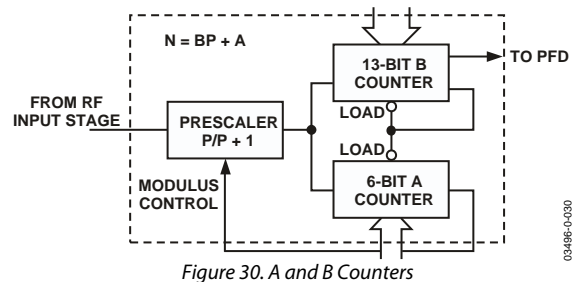 N = BP + A
13-BIT B
COUNTER
TO PFD
FROM RF
INPUT STAGE
PRESCALER
P/P + 1
LOAD
LOAD
MODULUS
CONTROL
6-BIT A
COUNTER
03496-0-030
Figure 30. A and B Counters